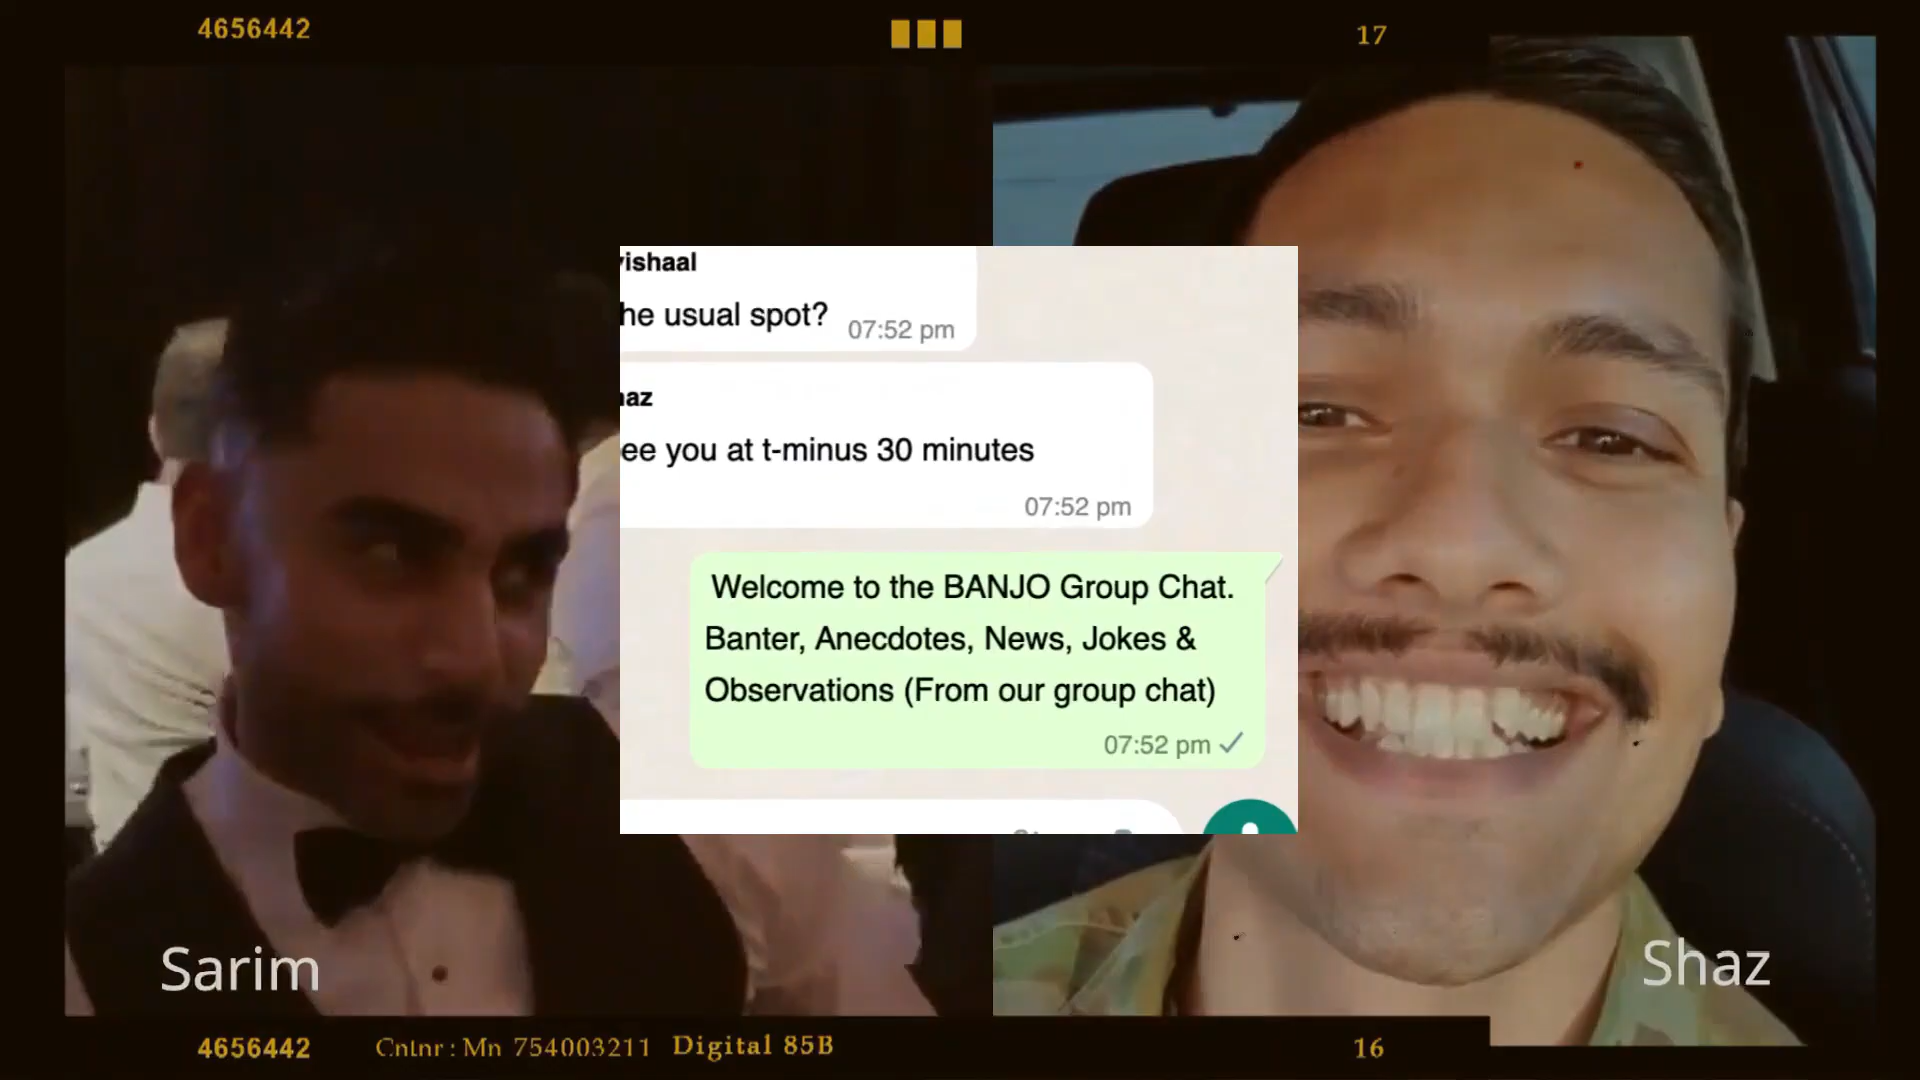 4656442
17
vishaal
he usual spot?
07:52 pm
haz
ee you at t-minus 30 minutes
07:52 pm
Welcome to the BANJO Group Chat.
Banter, Anecdotes, News, Jokes &
Observations (From our group chat)
07:52 pm
Sarim
Shaz
4656442 Cntnr : Mn 754003211 Digital 85B
16